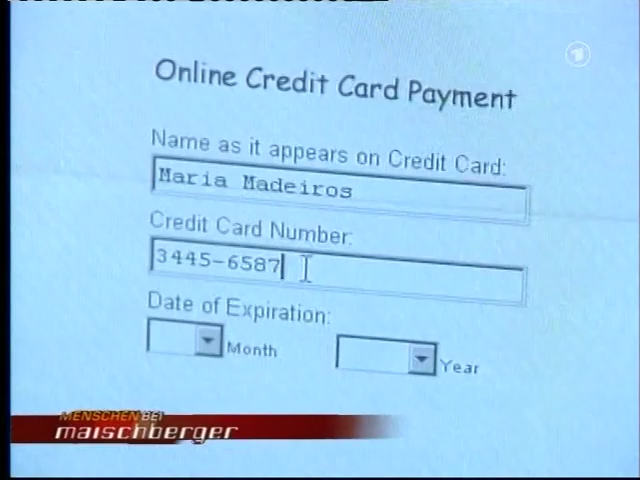 Online Credit Card Payment
1
Name as it appears on Credit Card:
Maria Madeiros
Credit Card Number:
3445-6587
Date of Expiration:
Month
Year
MENSCHEN BEI
maischberger